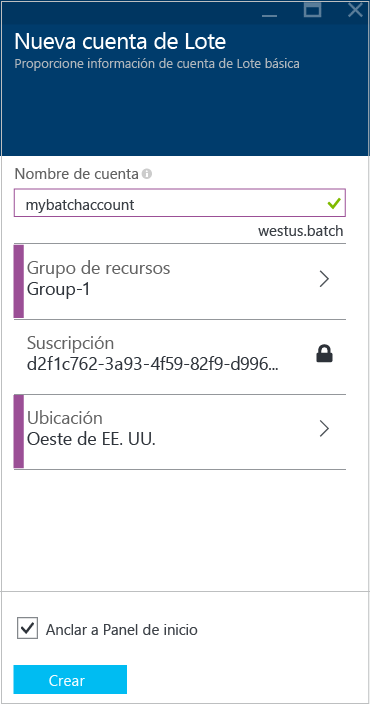 Nueva cuenta de Lote
Proporcione información de cuenta de Lote básica
Nombre de cuenta
mybatchaccount
westus.batch
Grupo de recursos
Group-1
Suscripción
d2f1c762-3a93-4f59-82f9-d996...
Ubicación
Oeste de EE. UU.
Anclar a Panel de inicio
Crear